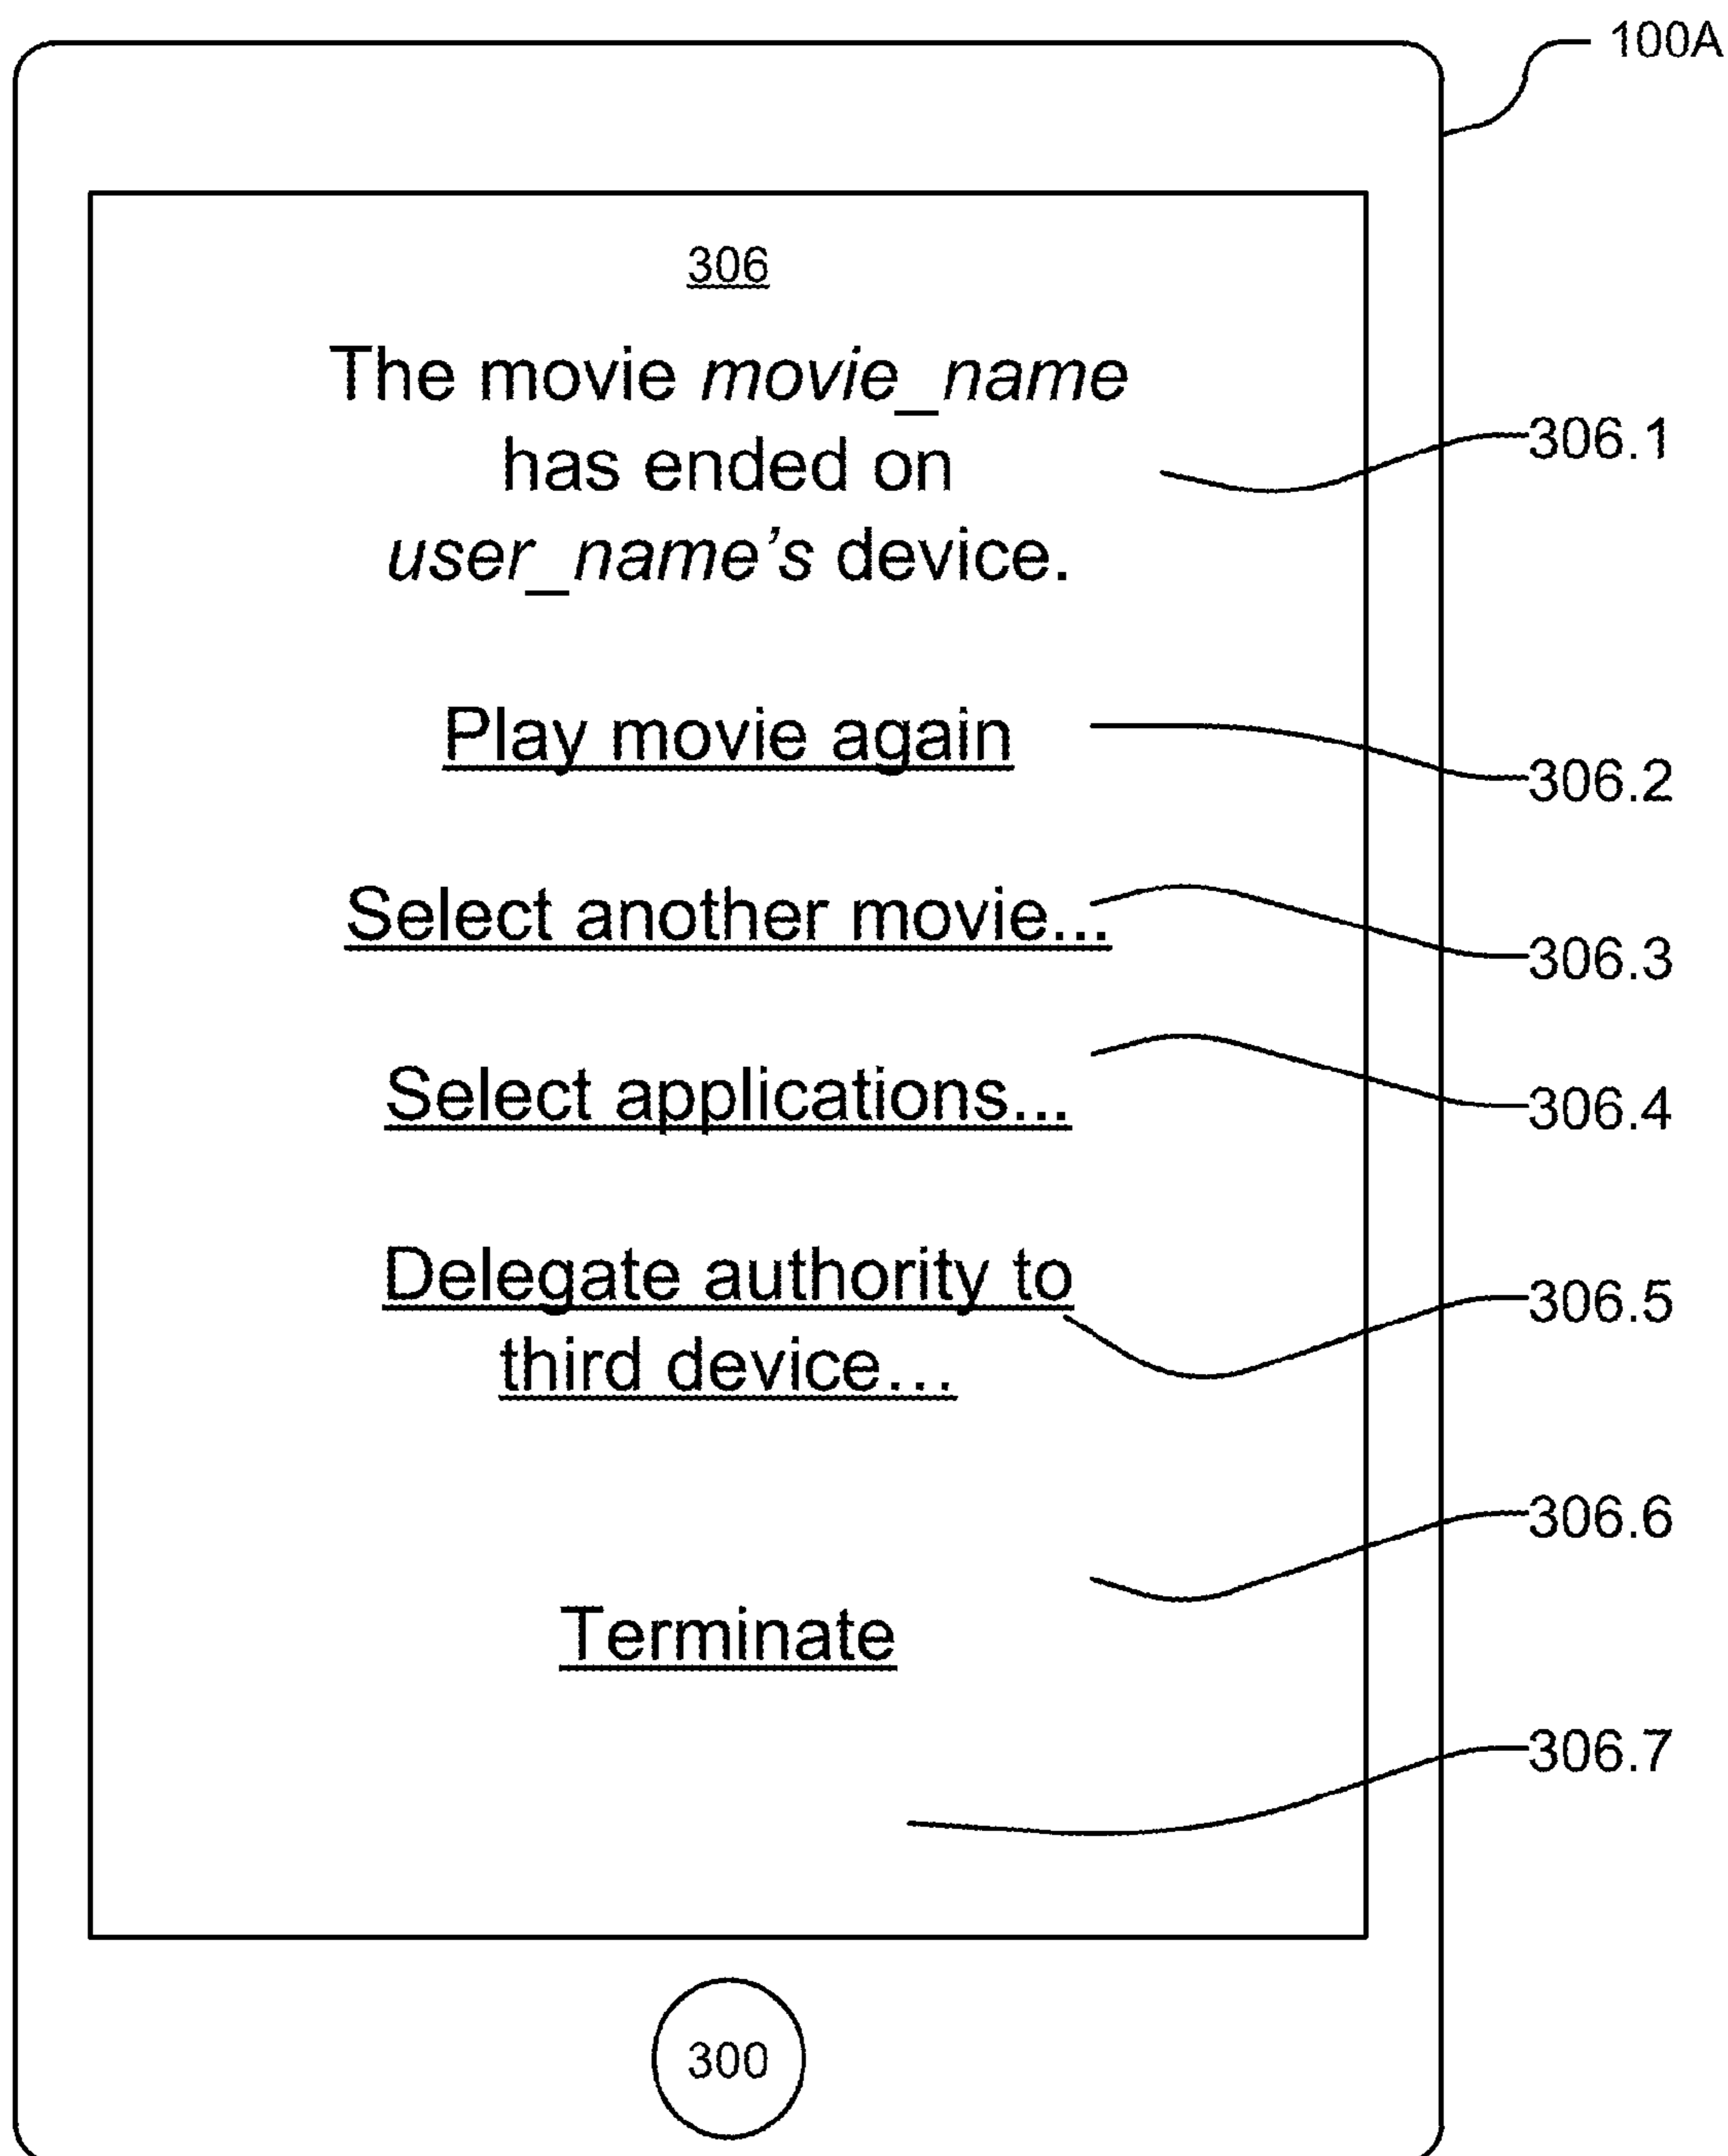 100A
306
The movie movie_name
has ended on
user_name’s device.
306.1
Play movie again
306.2
Select another movie...
306.3
Select applications...
306.4
Delegate authority to
third device...
306.5
306.6
Terminate
306.7
300